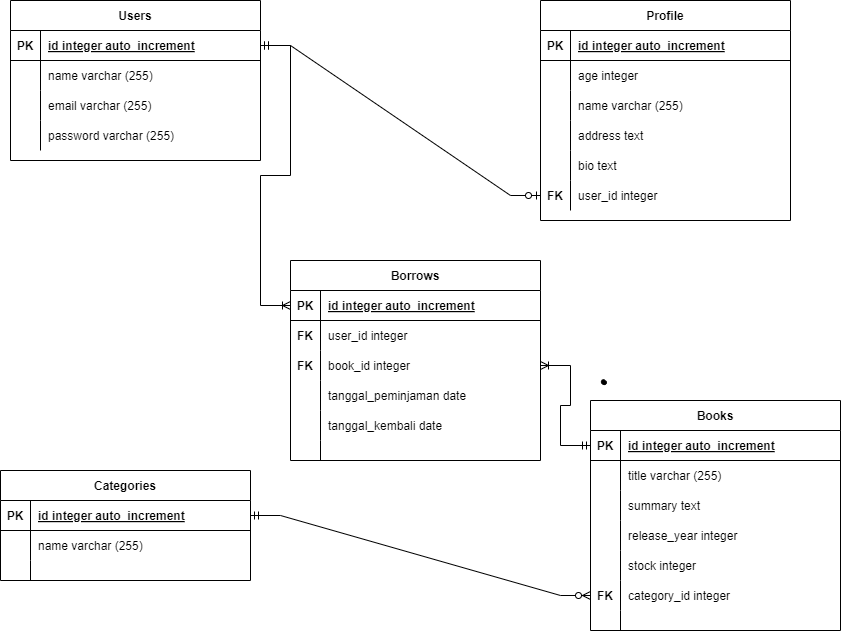 Users
PK id integer auto_increment
name varchar (255)
email varchar (255)
password varchar (255)
Profile
PK id integer auto_increment
age integer
name varchar (255)
address text
bio text
FK user_id integer
Borrows
PK id integer auto_increment
FK user_id integer
FK book_id integer
tanggal_peminjaman date
tanggal_kembali date
Categories
PK id integer auto_increment
name varchar (255)
Books
PK id integer auto_increment
title varchar (255)
summary text
release_year integer
stock integer
FK category_id integer